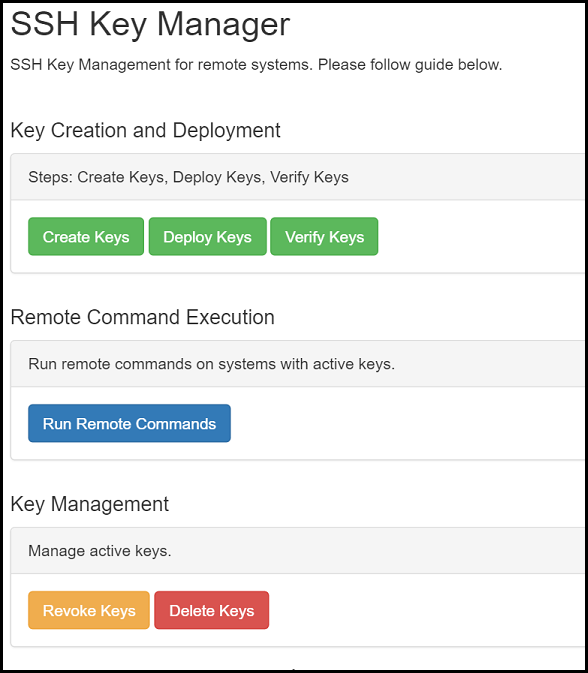 SSH Key Manager
SSH Key Management for remote systems. Please follow guide below.
Key Creation and Deployment
Steps: Create Keys, Deploy Keys, Verify Keys
Create Keys Deploy Keys Verify Keys
Remote Command Execution
Run remote commands on systems with active keys.
Run Remote Commands
Key Management
Manage active keys.
Revoke Keys Delete Keys